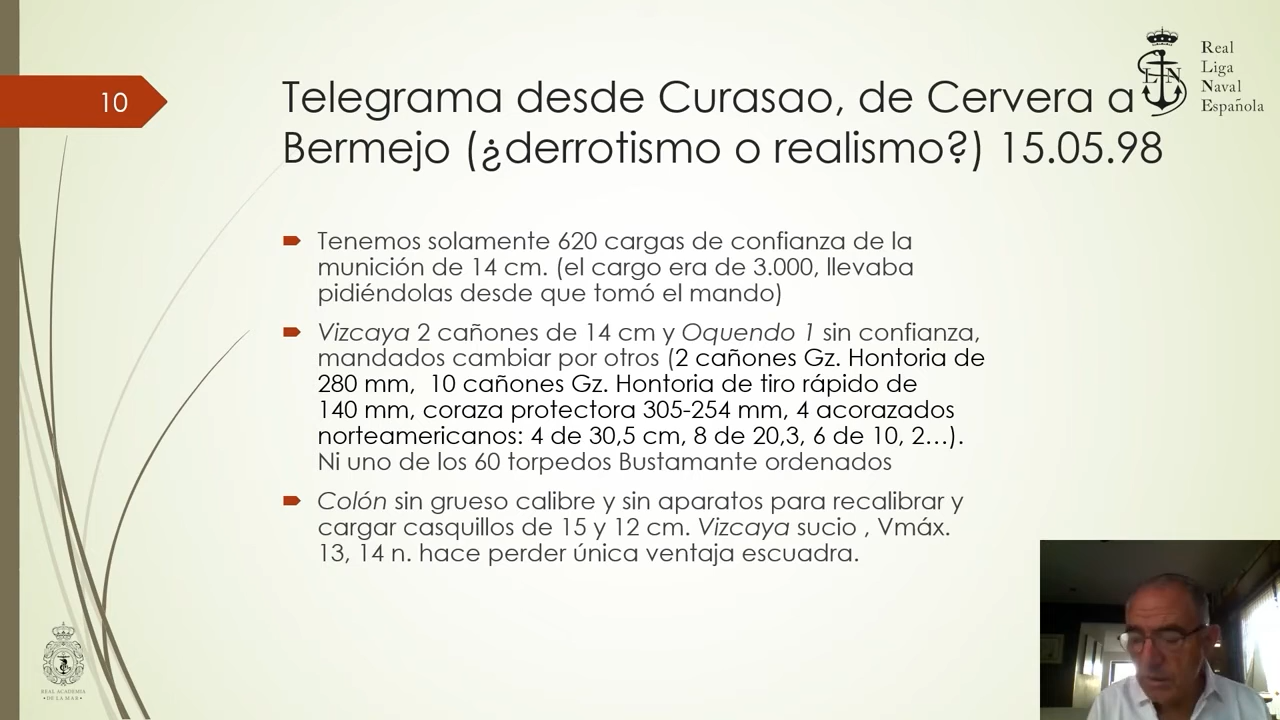 10
Telegrama desde Curasao, de Cervera a
Bermejo (¿derrotismo o realismo?) 15.05.98
Real
Liga
Naval
Española
L N
Tenemos solamente 620 cargas de confianza de la
munición de 14 cm. (el cargo era de 3.000, llevaba
pidiéndolas desde que tomó el mando)
Vizcaya 2 cañones de 14 cm y Oquendo 1 sin confianza,
mandados cambiar por otros (2 cañones Gz. Hontoria de
280 mm, 10 cañones Gz. Hontoria de tiro rápido de
140 mm, coraza protectora 305-254 mm, 4 acorazados
norteamericanos: 4 de 30,5 cm, 8 de 20,3, 6 de 10, 2…).
Ni uno de los 60 torpedos Bustamante ordenados
Colón sin grueso calibre y sin aparatos para recalibrar y
cargar casquillos de 15 y 12 cm. Vizcaya sucio , Vmáx.
13, 14 n. hace perder única ventaja escuadra.
REAL ACADEMIA
• DE LA MAR •